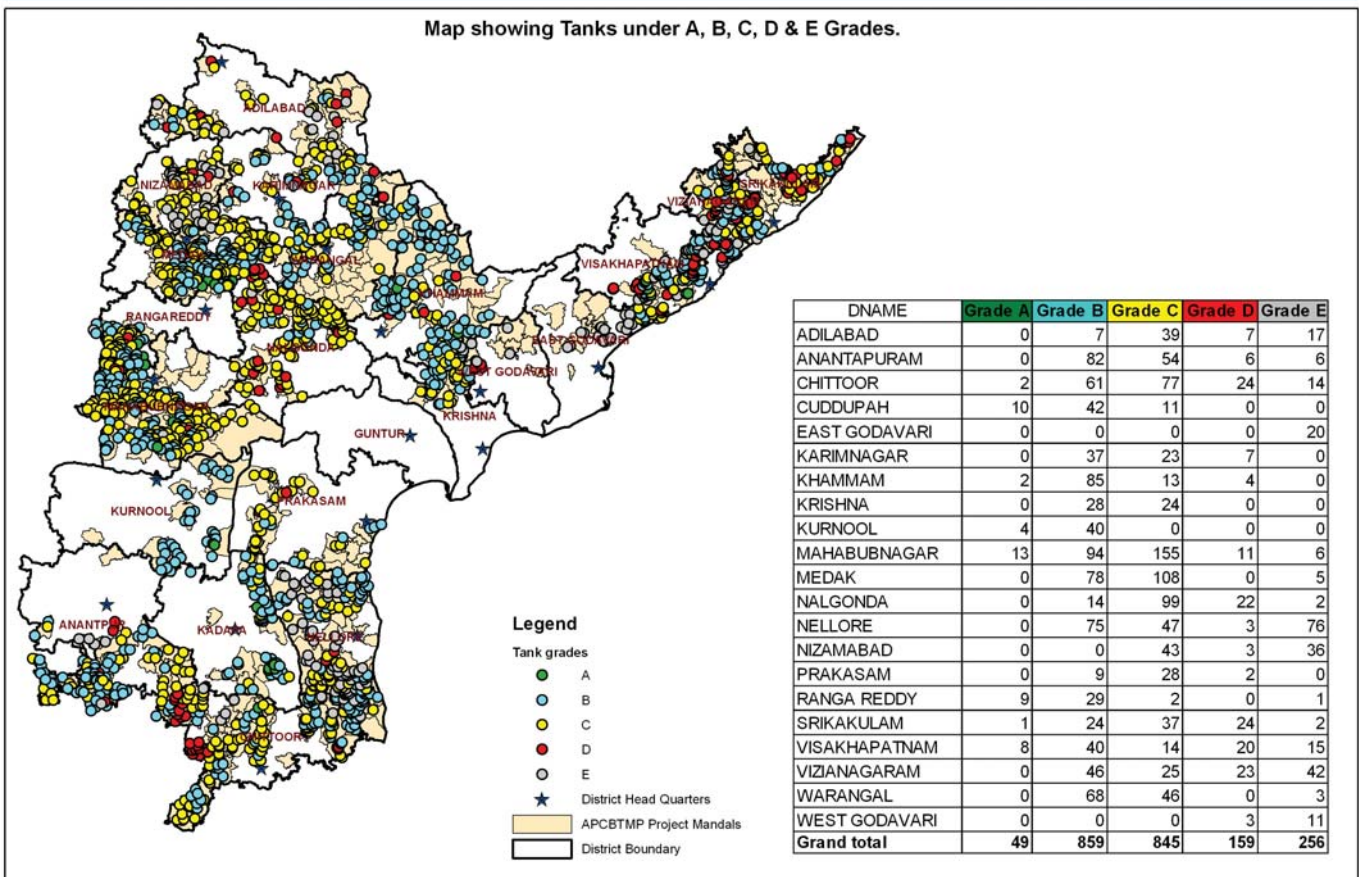 Map showing Tanks under A, B, C, D & E Grades.
ADILABAD
NIZAMABAD
KARIMNAGAR
SRIKAKULAM
VIZIANAGARAM
WARANGAL
VISAKHAPATNAM
KHAMMAM
RANGAREDDY
NALGONDA
EAST GODAVARI
WEST GODAVARI
KRISHNA
GUNTUR
PRAKASAM
KURNOOL
ANANTPUR
KADAPA
NELLORE
CHITTOOR
Legend
Tank grades
A
B
C
D
E
District Head Quarters
APCBTMP Project Mandals
District Boundary
DNAME Grade A Grade B Grade C Grade D Grade E
ADILABAD 0 7 39 7 17
ANANTAPURAM 0 82 54 6 6
CHITTOOR 2 61 77 24 14
CUDDUPAH 10 42 11 0 0
EAST GODAVARI 0 0 0 0 20
KARIMNAGAR 0 37 23 7 0
KHAMMAM 2 85 13 4 0
KRISHNA 0 28 24 0 0
KURNOOL 4 40 0 0 0
MAHABUBNAGAR 13 94 155 11 6
MEDAK 0 78 108 0 5
NALGONDA 0 14 99 22 2
NELLORE 0 75 47 3 76
NIZAMABAD 0 0 43 3 36
PRAKASAM 0 9 28 2 0
RANGA REDDY 9 29 2 0 1
SRIKAKULAM 1 24 37 24 2
VISAKHAPATNAM 8 40 14 20 15
VIZIANAGARAM 0 46 25 23 42
WARANGAL 0 68 46 0 3
WEST GODAVARI 0 0 0 3 11
Grand total 49 859 845 159 256